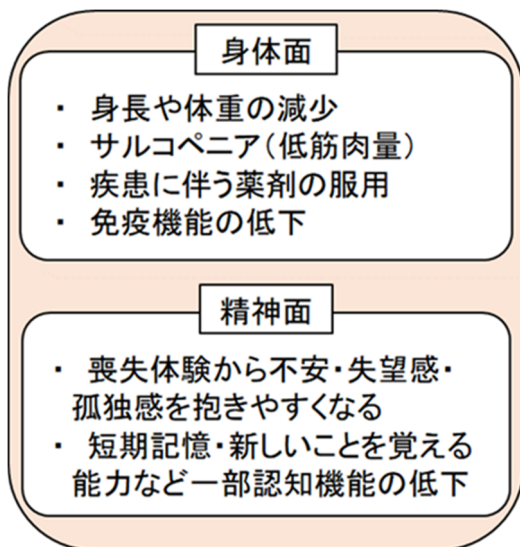 身体面
・ 身長や体重の減少
・ サルコペニア（低筋肉量）
・ 疾患に伴う薬剤の服用
・ 免疫機能の低下
精神面
・ 喪失体験から不安・失望感・
孤独感を抱きやすくなる
・ 短期記憶・新しいことを覚える
能力など一部認知機能の低下